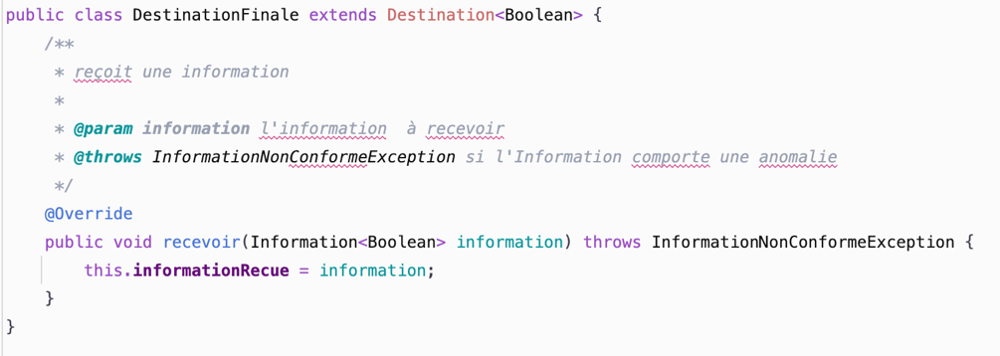 public class DestinationFinale extends Destination<Boolean> {
/**
* reçoit une information
*
* @param information l'information  à recevoir
* @throws InformationNonConformeException si l'Information comporte une anomalie
*/
@Override
public void recevoir(Information<Boolean> information) throws InformationNonConformeException {
this.informationRecue = information;
}
}